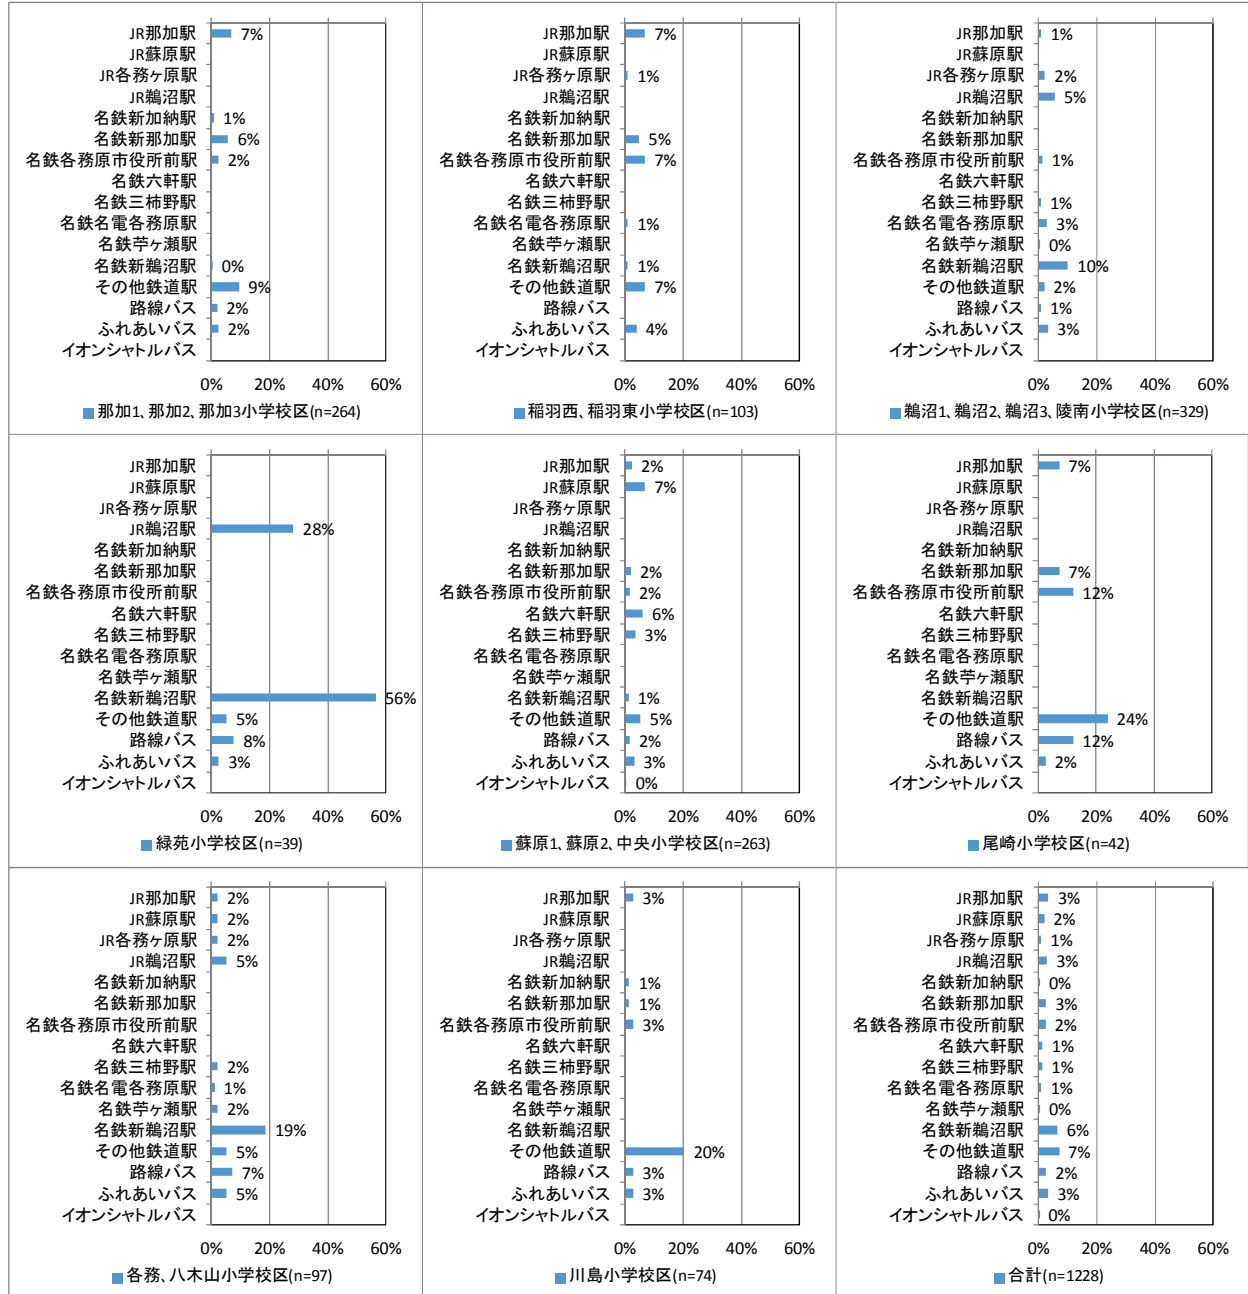 JR那加駅 7%
JR蘇原駅
JR各務ヶ原駅
JR鵜沼駅
名鉄新加納駅 1%
名鉄新那加駅 6%
名鉄各務原市役所前駅 2%
名鉄六軒駅
名鉄三柿野駅
名鉄名電各務原駅
名鉄苧ヶ瀬駅
名鉄新鵜沼駅 0%
その他鉄道駅 9%
路線バス 2%
ふれあいバス 2%
イオンシャトルバス
0% 20% 40% 60%
那加1、那加2、那加3小学校区(n=264)
JR那加駅 7%
JR蘇原駅
JR各務ヶ原駅 1%
JR鵜沼駅
名鉄新加納駅
名鉄新那加駅 5%
名鉄各務原市役所前駅 7%
名鉄六軒駅
名鉄三柿野駅
名鉄名電各務原駅 1%
名鉄苧ヶ瀬駅
名鉄新鵜沼駅 1%
その他鉄道駅 7%
路線バス
ふれあいバス 4%
イオンシャトルバス
0% 20% 40% 60%
稲羽西、稲羽東小学校区(n=103)
JR那加駅 1%
JR蘇原駅
JR各務ヶ原駅 2%
JR鵜沼駅 5%
名鉄新加納駅
名鉄新那加駅
名鉄各務原市役所前駅 1%
名鉄六軒駅
名鉄三柿野駅 1%
名鉄名電各務原駅 3%
名鉄苧ヶ瀬駅 0%
名鉄新鵜沼駅 10%
その他鉄道駅 2%
路線バス 1%
ふれあいバス 3%
イオンシャトルバス
0% 20% 40% 60%
鵜沼1、鵜沼2、鵜沼3、陵南小学校区(n=329)
JR那加駅
JR蘇原駅
JR各務ヶ原駅
JR鵜沼駅 28%
名鉄新加納駅
名鉄新那加駅
名鉄各務原市役所前駅
名鉄六軒駅
名鉄三柿野駅
名鉄名電各務原駅
名鉄苧ヶ瀬駅
名鉄新鵜沼駅 56%
その他鉄道駅 5%
路線バス 8%
ふれあいバス 3%
イオンシャトルバス
0% 20% 40% 60%
緑苑小学校区(n=39)
JR那加駅 2%
JR蘇原駅 7%
JR各務ヶ原駅
JR鵜沼駅
名鉄新加納駅
名鉄新那加駅 2%
名鉄各務原市役所前駅 2%
名鉄六軒駅 6%
名鉄三柿野駅 3%
名鉄名電各務原駅
名鉄苧ヶ瀬駅
名鉄新鵜沼駅 1%
その他鉄道駅 5%
路線バス 2%
ふれあいバス 3%
イオンシャトルバス 0%
0% 20% 40% 60%
蘇原1、蘇原2、中央小学校区(n=263)
JR那加駅 7%
JR蘇原駅
JR各務ヶ原駅
JR鵜沼駅
名鉄新加納駅
名鉄新那加駅 7%
名鉄各務原市役所前駅 12%
名鉄六軒駅
名鉄三柿野駅
名鉄名電各務原駅
名鉄苧ヶ瀬駅
名鉄新鵜沼駅
その他鉄道駅 24%
路線バス 12%
ふれあいバス 2%
イオンシャトルバス
0% 20% 40% 60%
尾崎小学校区(n=42)
JR那加駅 2%
JR蘇原駅 2%
JR各務ヶ原駅 2%
JR鵜沼駅 5%
名鉄新加納駅
名鉄新那加駅
名鉄各務原市役所前駅
名鉄六軒駅
名鉄三柿野駅 2%
名鉄名電各務原駅 1%
名鉄苧ヶ瀬駅 2%
名鉄新鵜沼駅 19%
その他鉄道駅 5%
路線バス 7%
ふれあいバス 5%
イオンシャトルバス
0% 20% 40% 60%
各務、八木山小学校区(n=97)
JR那加駅 3%
JR蘇原駅
JR各務ヶ原駅
JR鵜沼駅
名鉄新加納駅 1%
名鉄新那加駅 1%
名鉄各務原市役所前駅 3%
名鉄六軒駅
名鉄三柿野駅
名鉄名電各務原駅
名鉄苧ヶ瀬駅
名鉄新鵜沼駅
その他鉄道駅 20%
路線バス 3%
ふれあいバス 3%
イオンシャトルバス
0% 20% 40% 60%
川島小学校区(n=74)
JR那加駅 3%
JR蘇原駅 2%
JR各務ヶ原駅 1%
JR鵜沼駅 3%
名鉄新加納駅 0%
名鉄新那加駅 3%
名鉄各務原市役所前駅 2%
名鉄六軒駅 1%
名鉄三柿野駅 1%
名鉄名電各務原駅 1%
名鉄苧ヶ瀬駅 0%
名鉄新鵜沼駅 6%
その他鉄道駅 7%
路線バス 2%
ふれあいバス 3%
イオンシャトルバス 0%
0% 20% 40% 60%
合計(n=1228)